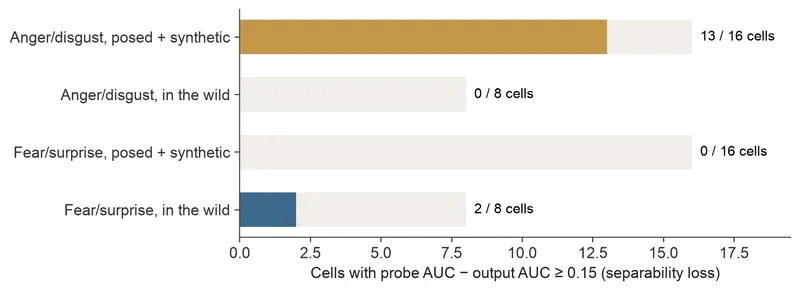 Anger/disgust, posed + synthetic 13 / 16 cells
Anger/disgust, in the wild 0 / 8 cells
Fear/surprise, posed + synthetic 0 / 16 cells
Fear/surprise, in the wild 2 / 8 cells
0.0 2.5 5.0 7.5 10.0 12.5 15.0 17.5
Cells with probe AUC − output AUC ≥ 0.15 (separability loss)